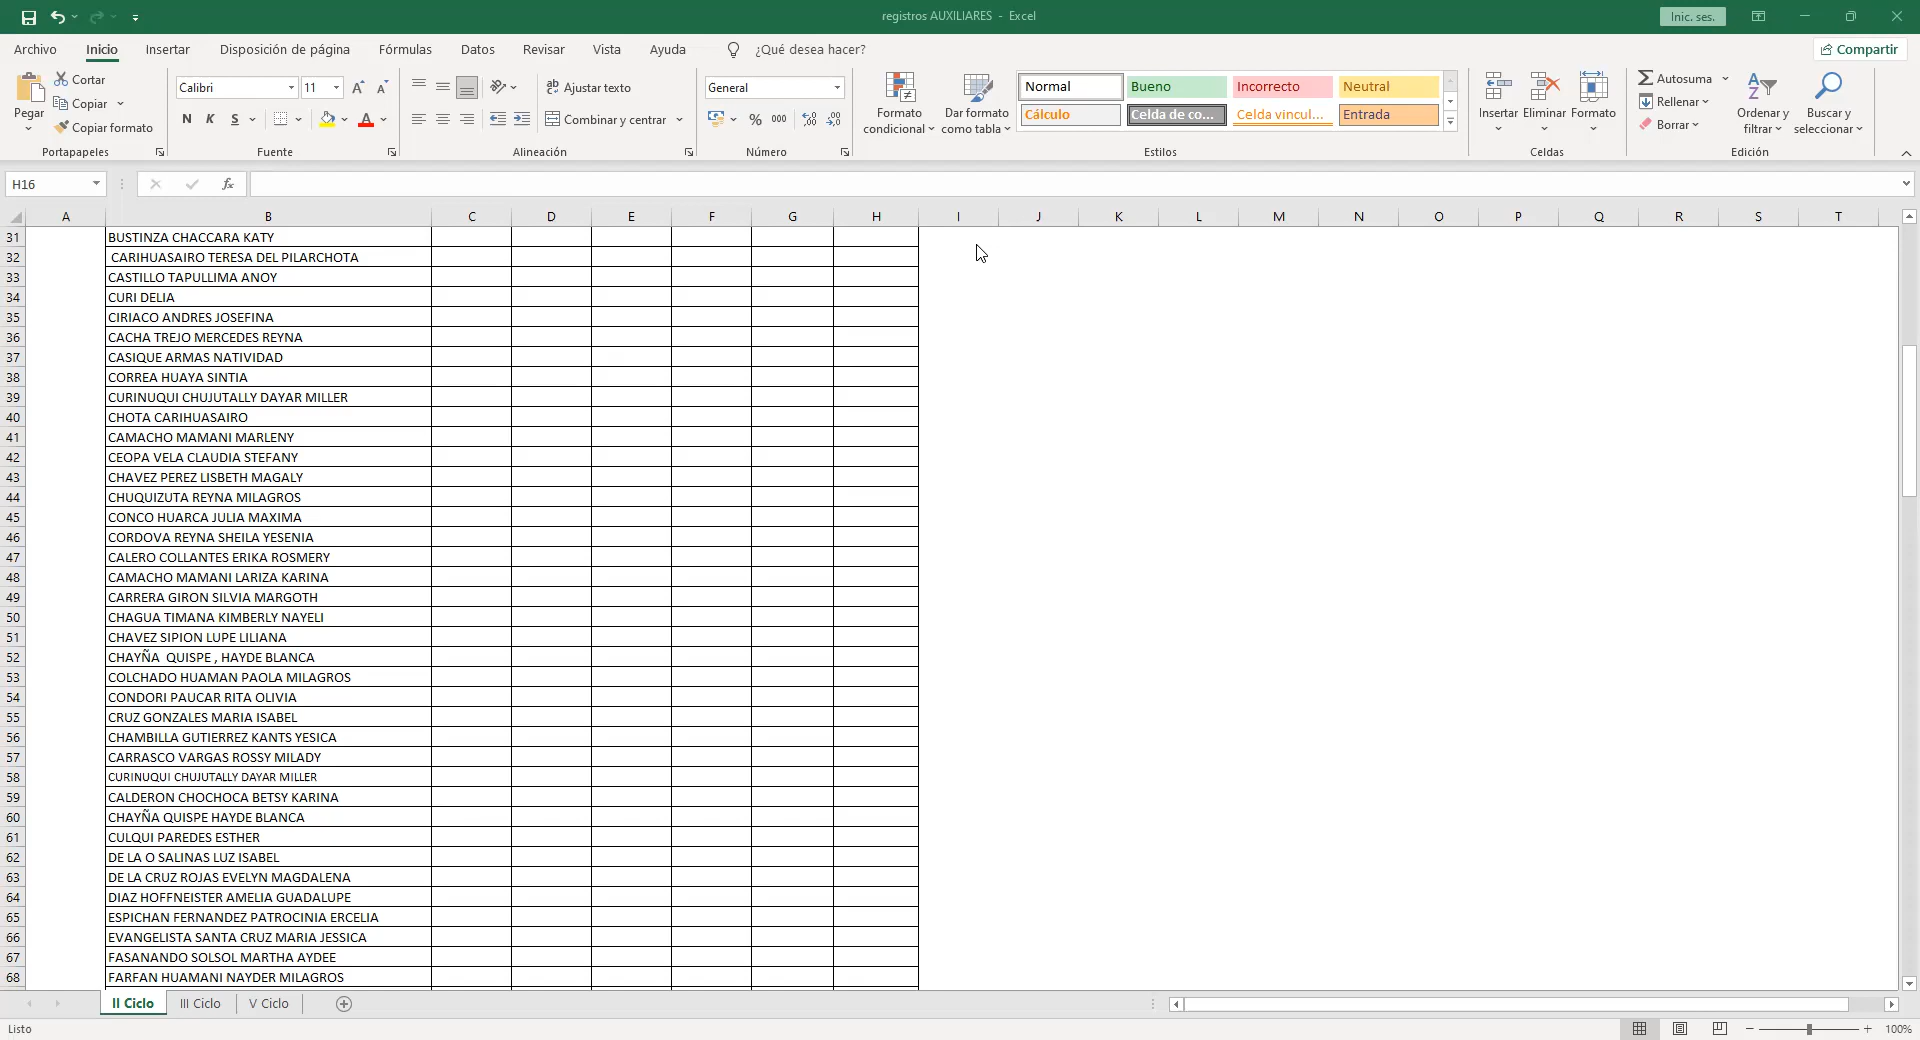 registros AUXILIARES - Excel
Inic. ses.
Archivo Inicio Insertar Disposición de página Fórmulas Datos Revisar Vista Ayuda ¿Qué desea hacer? Compartir
Pegar
Cortar
Copiar
Copiar formato
Portapapeles
Calibri 11
N K S
Fuente
Ajustar texto
Combinar y centrar
Alineación
General
% 000
Número
Formato condicional
Dar formato como tabla
Normal Bueno Incorrecto Neutral
Cálculo Celda de co... Celda vincul... Entrada
Estilos
Insertar Eliminar Formato
Celdas
Autosuma
Rellenar
Borrar
Ordenar y filtrar
Buscar y seleccionar
Edición
H16
fx
A B C D E F G H I J K L M N O P Q R S T
31 BUSTINZA CHACCARA KATY
32 CARIHUASAIRO TERESA DEL PILARCHOTA
33 CASTILLO TAPULLIMA ANOY
34 CURI DELIA
35 CIRIACO ANDRES JOSEFINA
36 CACHA TREJO MERCEDES REYNA
37 CASIQUE ARMAS NATIVIDAD
38 CORREA HUAYA SINTIA
39 CURINUQUI CHUJUTALLY DAYAR MILLER
40 CHOTA CARIHUASAIRO
41 CAMACHO MAMANI MARLENY
42 CEOPA VELA CLAUDIA STEFANY
43 CHAVEZ PEREZ LISBETH MAGALY
44 CHUQUIZUTA REYNA MILAGROS
45 CONCO HUARCA JULIA MAXIMA
46 CORDOVA REYNA SHEILA YESENIA
47 CALERO COLLANTES ERIKA ROSMERY
48 CAMACHO MAMANI LARIZA KARINA
49 CARRERA GIRON SILVIA MARGOTH
50 CHAGUA TIMANA KIMBERLY NAYELI
51 CHAVEZ SIPION LUPE LILIANA
52 CHAYÑA  QUISPE , HAYDE BLANCA
53 COLCHADO HUAMAN PAOLA MILAGROS
54 CONDORI PAUCAR RITA OLIVIA
55 CRUZ GONZALES MARIA ISABEL
56 CHAMBILLA GUTIERREZ KANTS YESICA
57 CARRASCO VARGAS ROSSY MILADY
58 CURINUQUI CHUJUTALLY DAYAR MILLER
59 CALDERON CHOCHOCA BETSY KARINA
60 CHAYÑA QUISPE HAYDE BLANCA
61 CULQUI PAREDES ESTHER
62 DE LA O SALINAS LUZ ISABEL
63 DE LA CRUZ ROJAS EVELYN MAGDALENA
64 DIAZ HOFFNEISTER AMELIA GUADALUPE
65 ESPICHAN FERNANDEZ PATROCINIA ERCELIA
66 EVANGELISTA SANTA CRUZ MARIA JESSICA
67 FASANANDO SOLSOL MARTHA AYDEE
68 FARFAN HUAMANI NAYDER MILAGROS
II Ciclo III Ciclo V Ciclo
Listo
100%